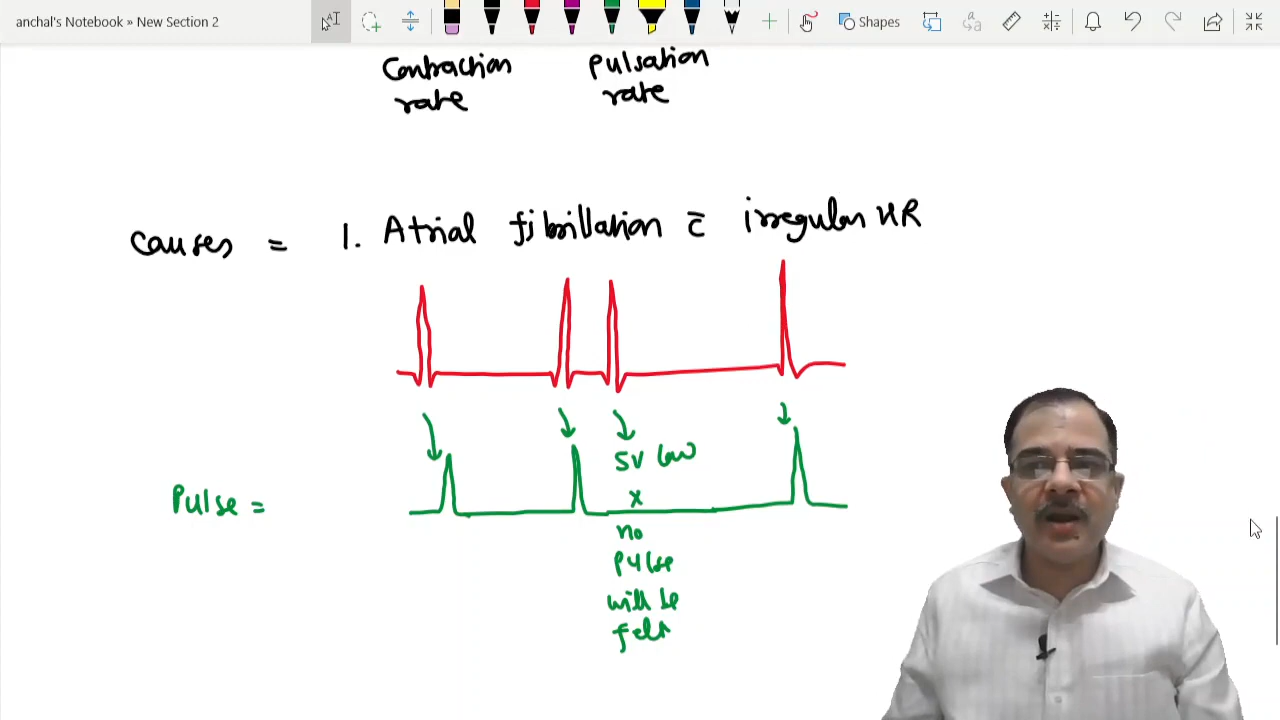 anchal's Notebook » New Section 2
Shapes
Contraction Pulsation
rate rate
Causes = 1. Atrial fibrillation c̄ irregular HR
SV low
Pulse = x
no
pulse
will be
felt